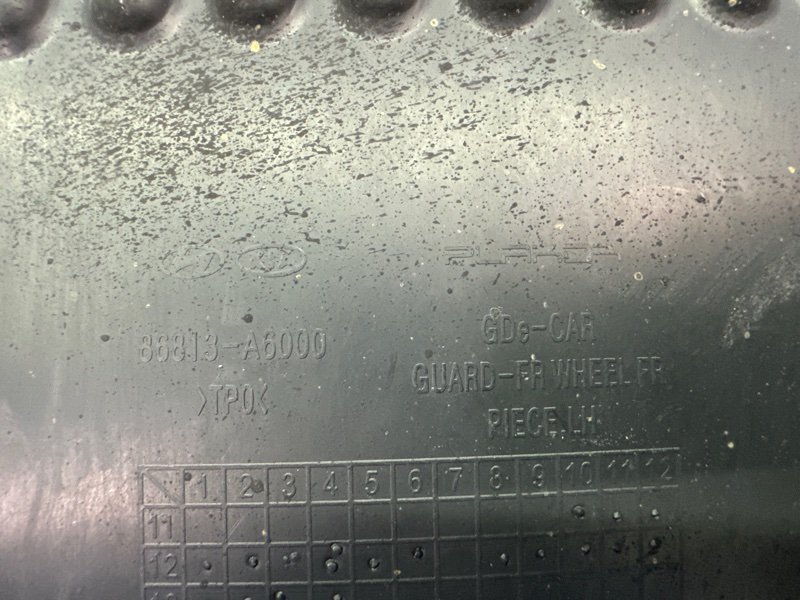 86813-A6000
>TPO<
GDe-CAR
GUARD-FR WHEEL FR
PIECE,LH
1 2 3 4 5 6 7 8 9 10 11 12
11
12